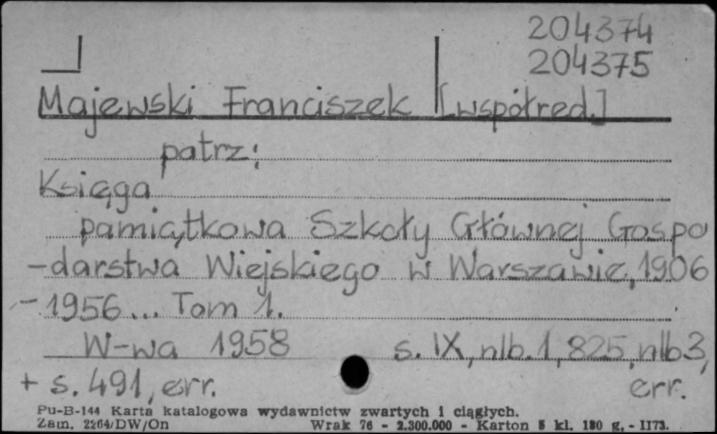 204374
204375
Majewski Franciszek [współred.]
patrz:
Księga
pamiątkowa Szkoły Głównej Gospo
-darstwa Wiejskiego w Warszawie, 1906
-1956... Tom 1.
W-wa 1958 s. IX, nlb. 1, 825, nlb 3,
+ s. 491, err. err.
Pu-B-144 Karta katalogowa wydawnictw zwartych i ciągłych.
Zam. 2264/DW/On Wrak 76 - 2.300.000 - Karton 5 kl. 180 g. - II73.